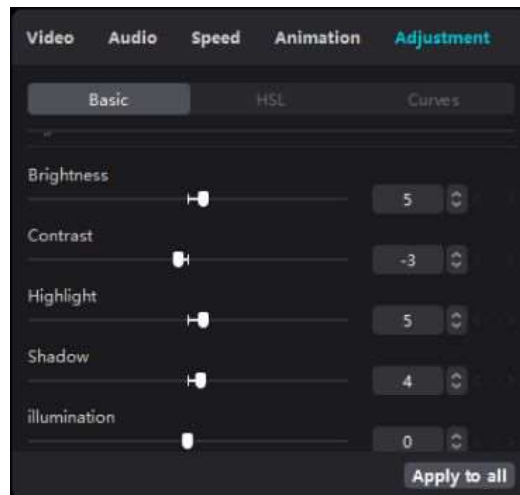 Video Audio Speed Animation Adjustment
Basic HSL Curves
Brightness
5
Contrast
-3
Highlight
5
Shadow
4
illumination
0
Apply to all